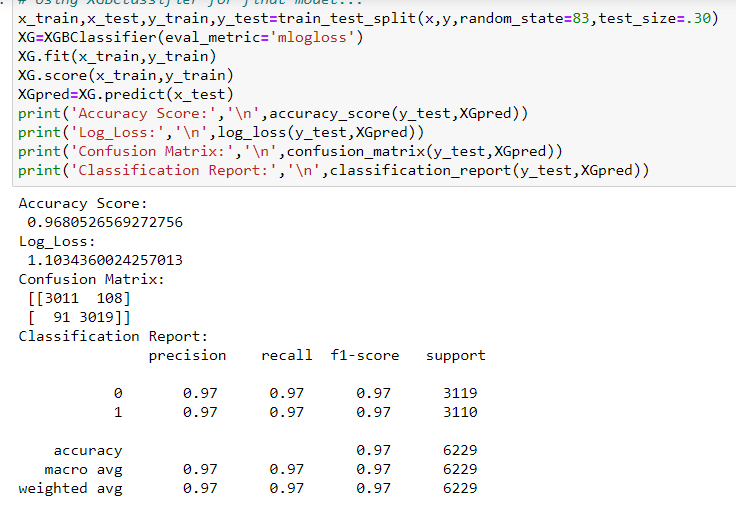 # Using XGBClassifier for final model...
x_train,x_test,y_train,y_test=train_test_split(x,y,random_state=83,test_size=.30)
XG=XGBClassifier(eval_metric='mlogloss')
XG.fit(x_train,y_train)
XG.score(x_train,y_train)
XGpred=XG.predict(x_test)
print('Accuracy Score:','\n',accuracy_score(y_test,XGpred))
print('Log_Loss:','\n',log_loss(y_test,XGpred))
print('Confusion Matrix:','\n',confusion_matrix(y_test,XGpred))
print('Classification Report:','\n',classification_report(y_test,XGpred))
Accuracy Score:
0.9680526569272756
Log_Loss:
1.1034360024257013
Confusion Matrix:
[[3011 108]
[ 91 3019]]
Classification Report:
precision recall f1-score support
0 0.97 0.97 0.97 3119
1 0.97 0.97 0.97 3110
accuracy 0.97 6229
macro avg 0.97 0.97 0.97 6229
weighted avg 0.97 0.97 0.97 6229